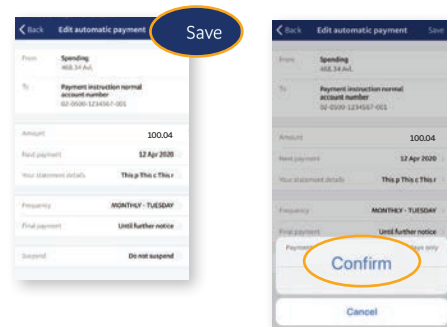 Back Edit automatic payment Save
From Spending
468.34 Avl.
To Payment instruction normal
account number
02-0500-1234567-001
Amount 100.04
Next payment 12 Apr 2020
Your statement details This p This c This r
Frequency MONTHLY - TUESDAY
Final payment Until further notice
Suspend Do not suspend
Back Edit automatic payment Save
From Spending
468.34 Avl.
To Payment instruction normal
account number
02-0500-1234567-001
Amount 100.04
Next payment 12 Apr 2020
Your statement details This p This c This r
Frequency MONTHLY - TUESDAY
Final payment Until further notice
Payment days only
Confirm
Cancel